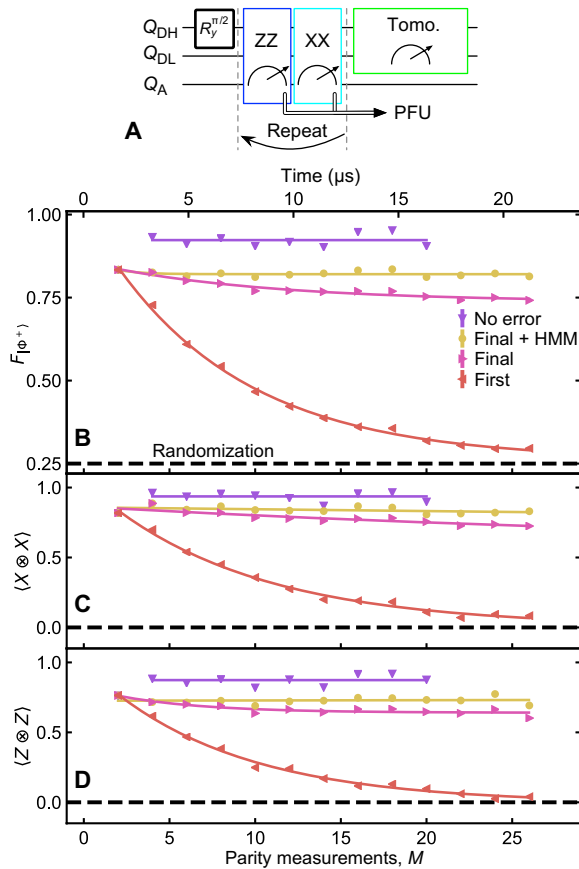 Q_DH R_y^{π/2} ZZ XX Tomo.
Q_DL
Q_A
PFU
A Repeat
Time (μs)
0 5 10 15 20
1.00
0.75
0.50
0.25
F_{|Φ⁺⟩}
No error
Final + HMM
Final
First
B Randomization
1.0
0.5
0.0
⟨X ⊗ X⟩
C
1.0
0.5
0.0
⟨Z ⊗ Z⟩
D
0 5 10 15 20 25
Parity measurements, M